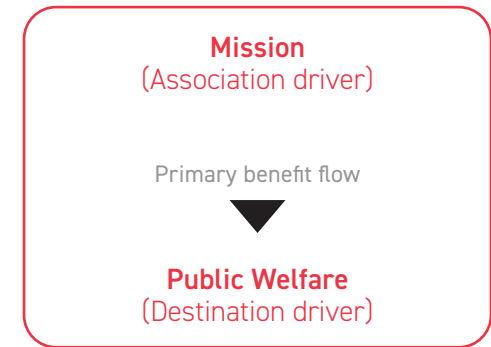 Mission
(Association driver)
Primary benefit flow
Public Welfare
(Destination driver)